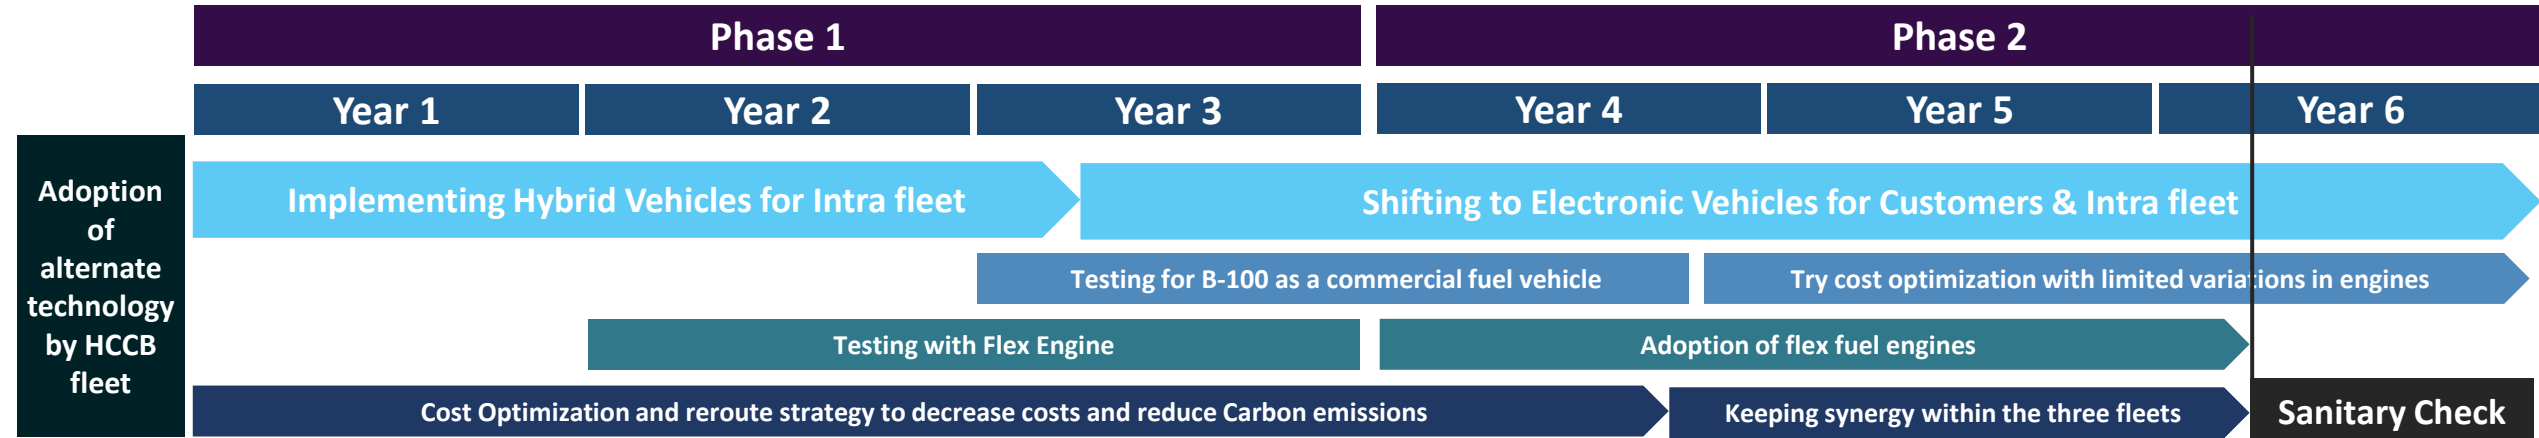 Phase 1
Phase 2
Year 1
Year 2
Year 3
Year 4
Year 5
Year 6
Adoption
of
alternate
technology
by HCCB
fleet
Implementing Hybrid Vehicles for Intra fleet
Shifting to Electronic Vehicles for Customers & Intra fleet
Testing for B-100 as a commercial fuel vehicle
Try cost optimization with limited variations in engines
Testing with Flex Engine
Adoption of flex fuel engines
Cost Optimization and reroute strategy to decrease costs and reduce Carbon emissions
Keeping synergy within the three fleets
Sanitary Check